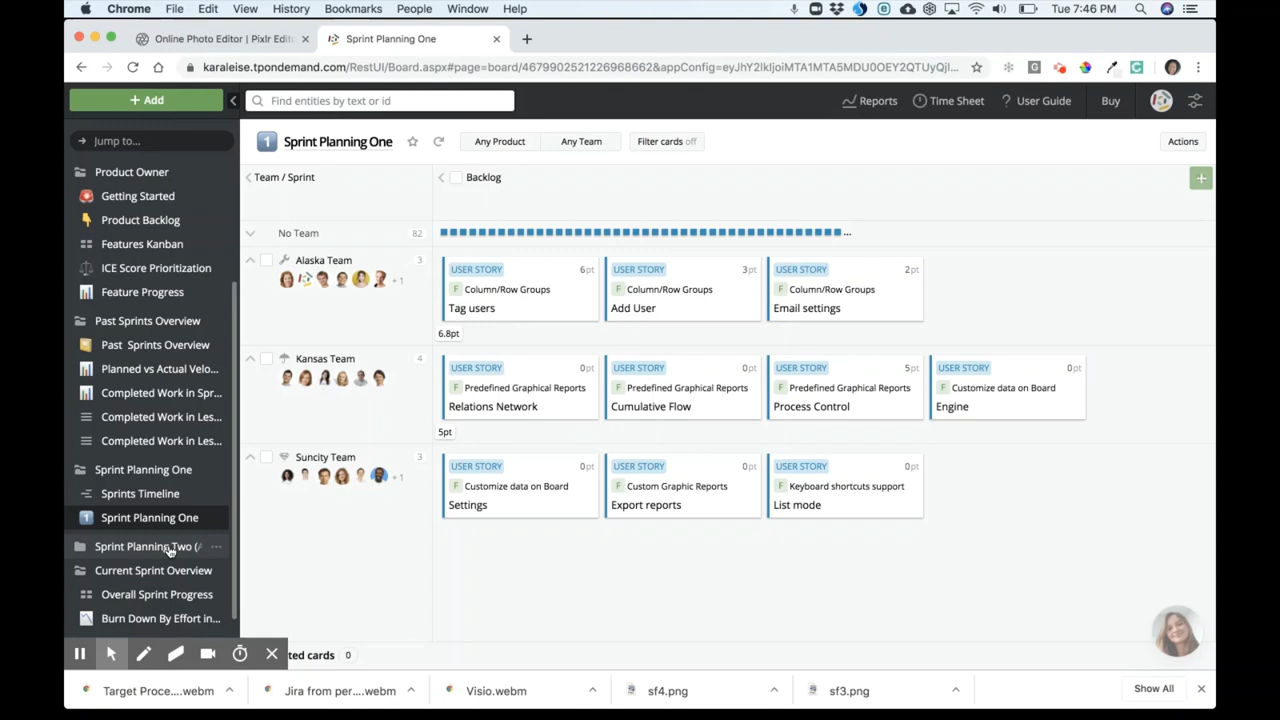 Chrome File Edit View History Bookmarks People Window Help Tue 7:46 PM
Online Photo Editor | Pixlr Edit
Sprint Planning One
karaleise.tpondemand.com/RestUI/Board.aspx#page=board/4679902521226968662&appConfig=
+ Add
Find entities by text or id
Reports
Time Sheet
? User Guide
Buy
Jump to...
1 Sprint Planning One
Any Product
Any Team
Filter cards off
Actions
Product Owner
Getting Started
Product Backlog
Features Kanban
ICE Score Prioritization
Feature Progress
Past Sprints Overview
Past Sprints Overview
Planned vs Actual Velo...
Completed Work in Spr...
Completed Work in Les...
Completed Work in Les...
Sprint Planning One
Sprints Timeline
1 Sprint Planning One
Sprint Planning Two (
Current Sprint Overview
Overall Sprint Progress
Burn Down By Effort in...
Team / Sprint
Backlog
+
No Team 82
...
Alaska Team 3
+ 1
USER STORY 6pt
F Column/Row Groups
Tag users
USER STORY 3pt
F Column/Row Groups
Add User
USER STORY 2pt
F Column/Row Groups
Email settings
6.8pt
Kansas Team 4
USER STORY 0pt
F Predefined Graphical Reports
Relations Network
USER STORY 0pt
F Predefined Graphical Reports
Cumulative Flow
USER STORY 5pt
F Predefined Graphical Reports
Process Control
USER STORY 0pt
F Customize data on Board
Engine
5pt
Suncity Team 3
+ 1
USER STORY 0pt
F Customize data on Board
Settings
USER STORY 0pt
F Custom Graphic Reports
Export reports
USER STORY 0pt
F Keyboard shortcuts support
List mode
ted cards 0
Target Proce....webm
Jira from per....webm
Visio.webm
sf4.png
sf3.png
Show All